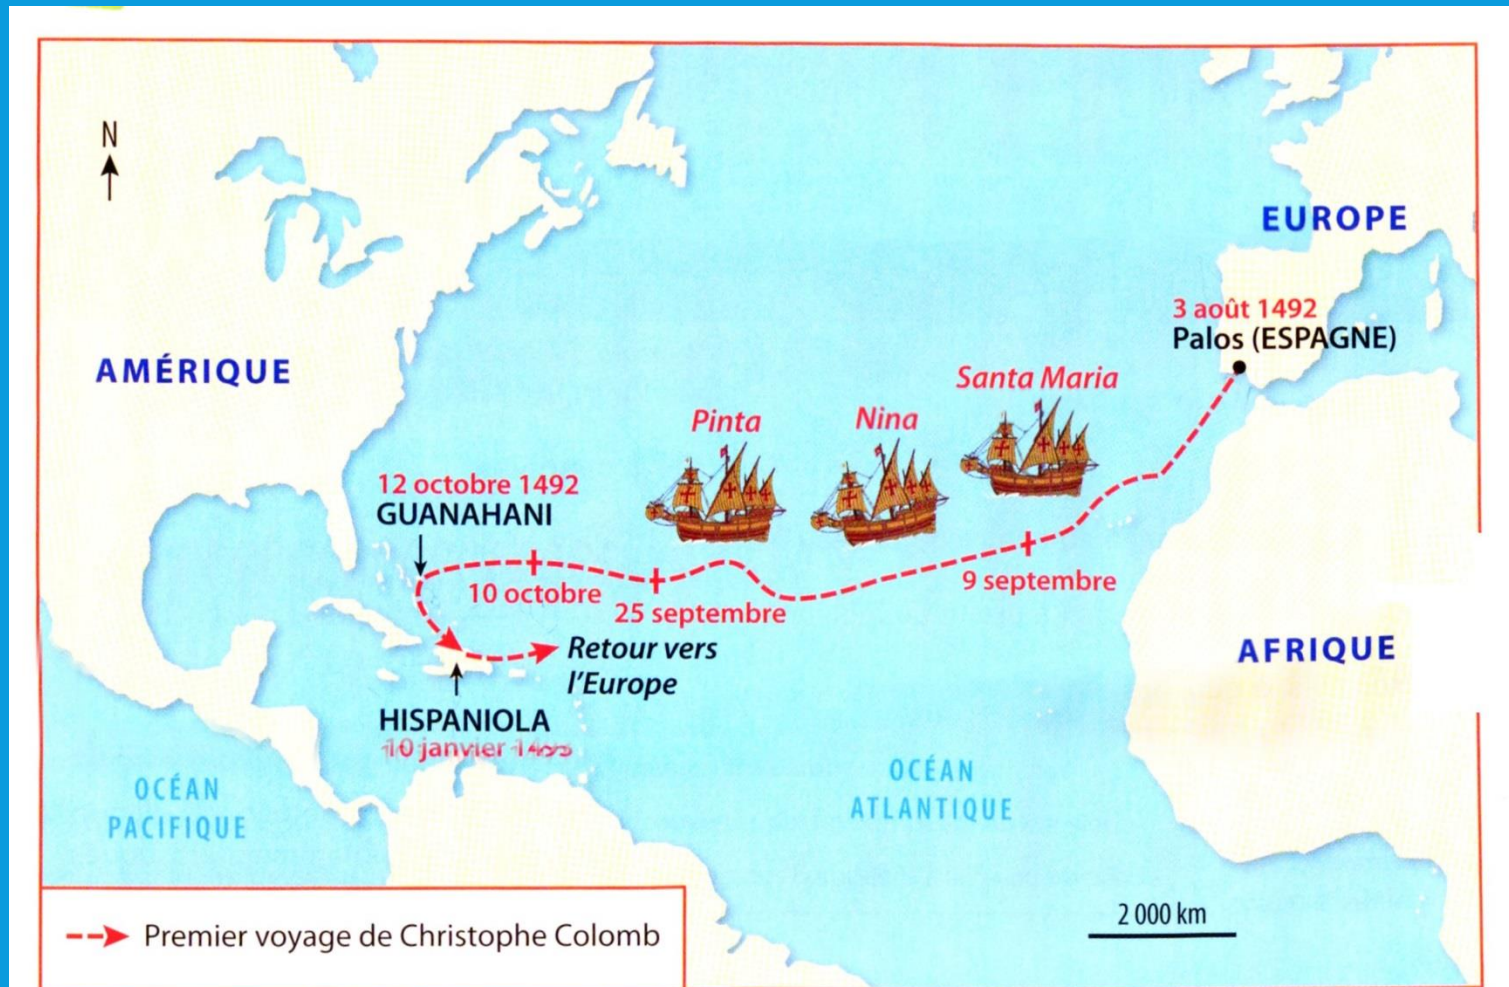 N
EUROPE
3 août 1492
Palos (ESPAGNE)
AMÉRIQUE
Santa Maria
Pinta
Nina
12 octobre 1492
GUANAHANI
10 octobre
25 septembre
9 septembre
Retour vers
l'Europe
AFRIQUE
HISPANIOLA
10 janvier
OCÉAN
PACIFIQUE
OCÉAN
ATLANTIQUE
2 000 km
Premier voyage de Christophe Colomb